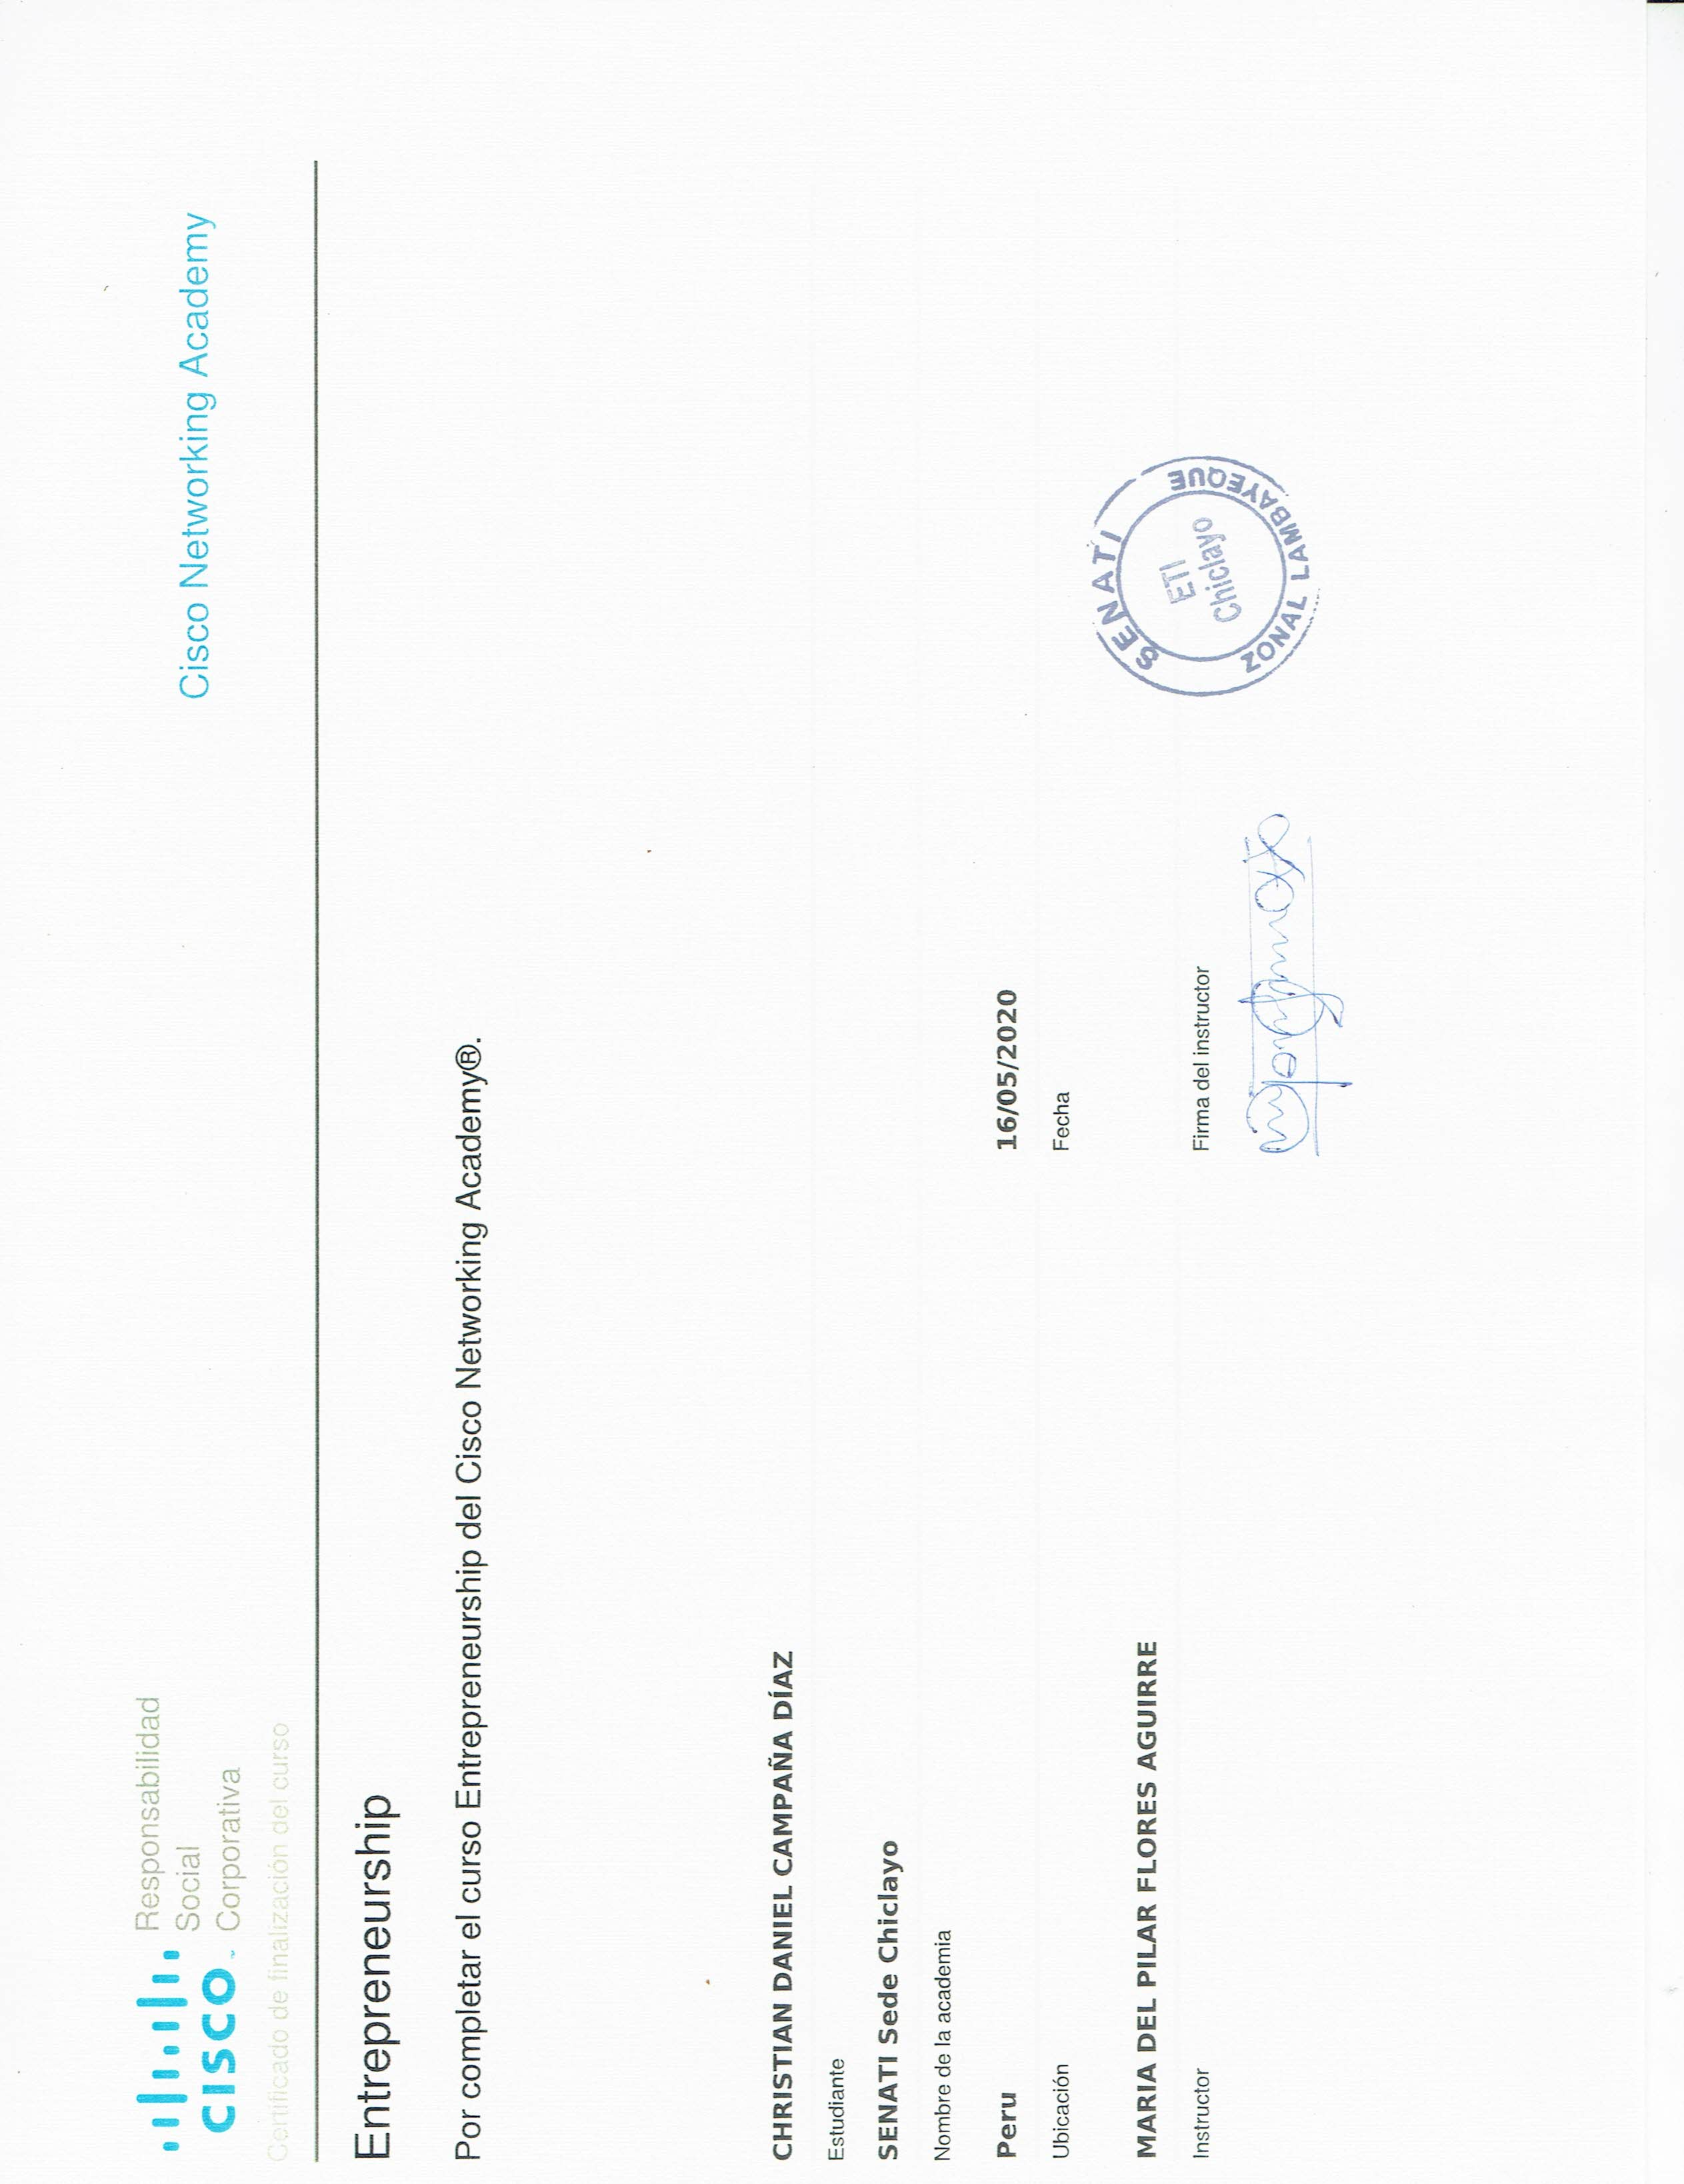 cisco
Responsabilidad
Social
Corporativa
Cisco Networking Academy
Certificado de finalización del curso
Entrepreneurship
Por completar el curso Entrepreneurship del Cisco Networking Academy®.
CHRISTIAN DANIEL CAMPAÑA DÍAZ
Estudiante
SENATI Sede Chiclayo
Nombre de la academia
Peru
16/05/2020
Ubicación
Fecha
MARIA DEL PILAR FLORES AGUIRRE
Instructor
Firma del instructor
SENATI
ETI
Chiclayo
ZONAL LAMBAYEQUE